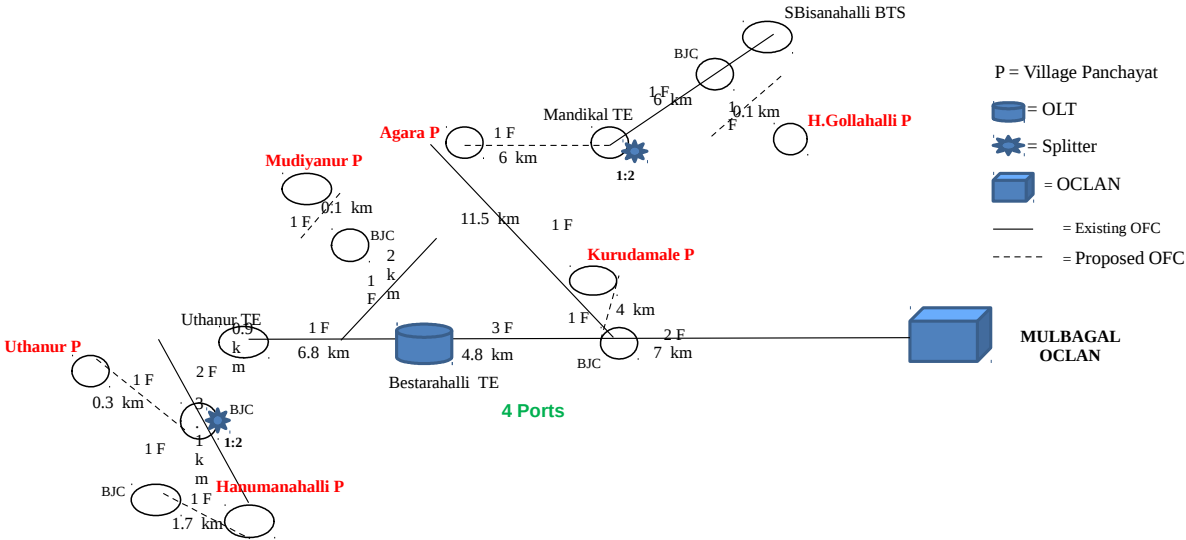 SBisanahalli BTS
BJC
P = Village Panchayat
1 F
6 km
1 F
0.1 km
= OLT
Mandikal TE
H.Gollahalli P
Agara P
1 F
6 km
1:2
= Splitter
Mudiyanur P
= OCLAN
0.1 km
1 F
11.5 km
1 F
= Existing OFC
BJC
2 km
1 F
Kurudamale P
= Proposed OFC
4 km
1 F
Uthanur TE
0.9 km
1 F
6.8 km
3 F
4.8 km
2 F
7 km
BJC
MULBAGAL
OCLAN
Uthanur P
Bestarahalli TE
4 Ports
1 F
0.3 km
2 F
3.1 km
BJC
1:2
1 F
Hanumanahalli P
BJC
1 F
1.7 km